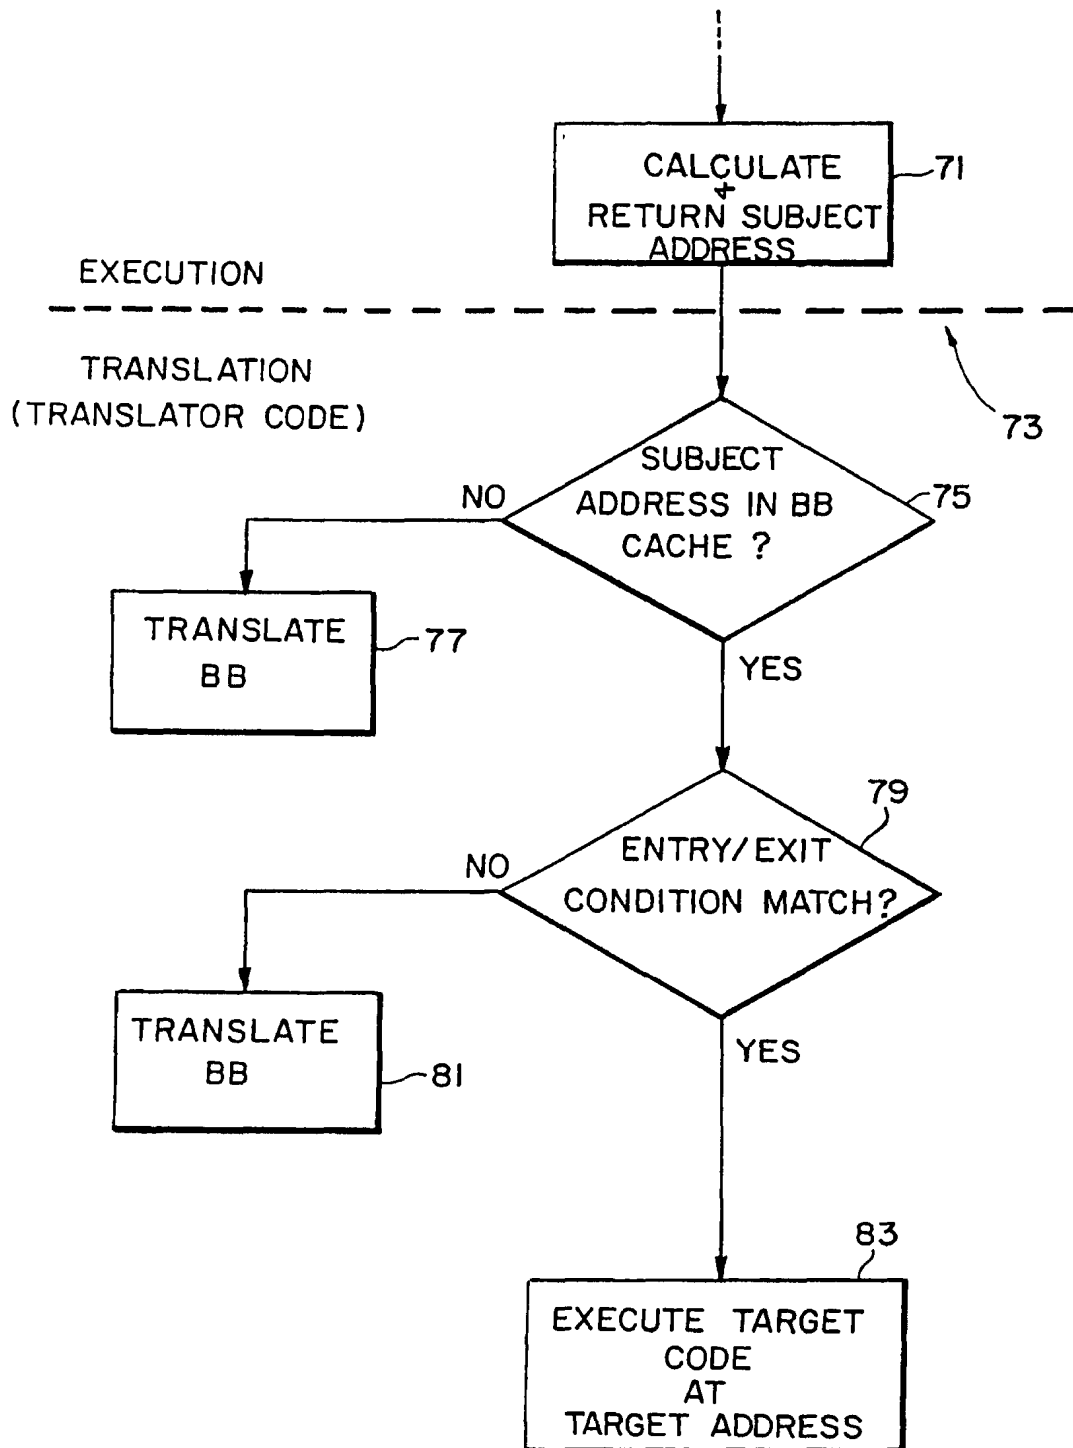 CALCULATE
+
RETURN SUBJECT
ADDRESS
71
EXECUTION
TRANSLATION
(TRANSLATOR CODE)
73
SUBJECT
ADDRESS IN BB
CACHE ?
75
NO
YES
TRANSLATE
BB
77
79
ENTRY/EXIT
CONDITION MATCH?
NO
YES
TRANSLATE
BB
81
83
EXECUTE TARGET
CODE
AT
TARGET ADDRESS